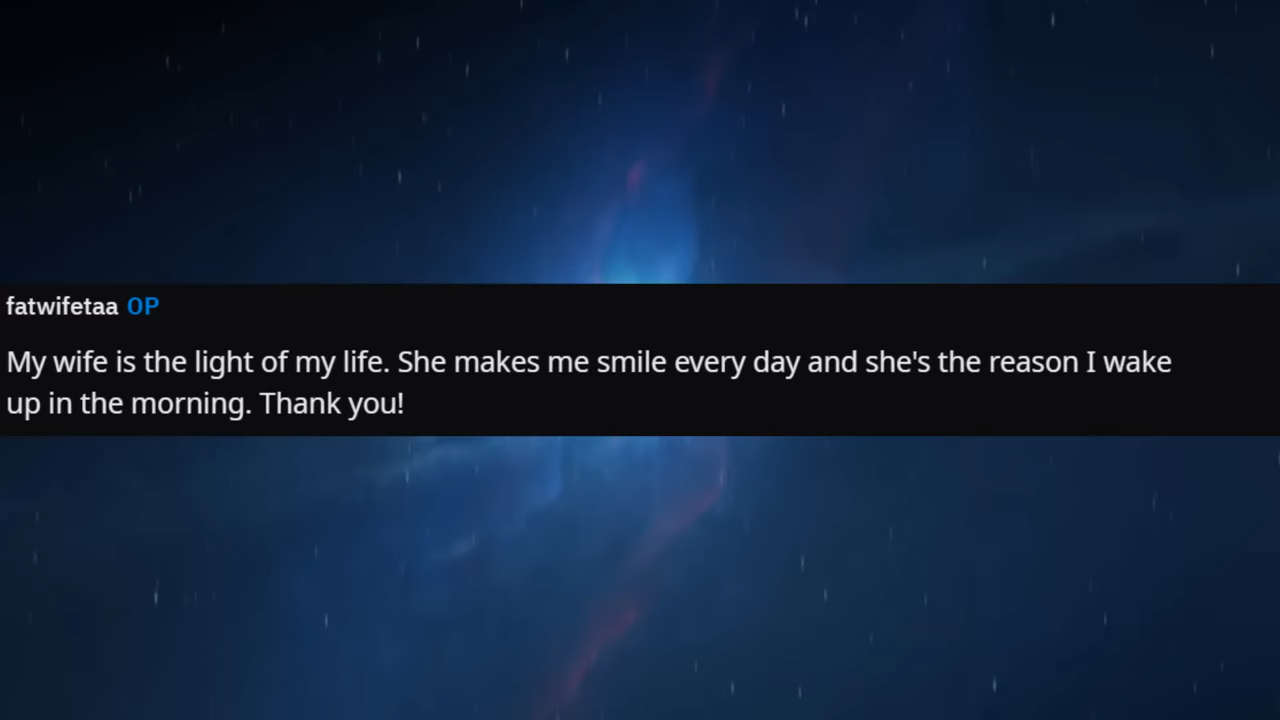 fatwifetaa OP
My wife is the light of my life. She makes me smile every day and she's the reason I wake
up in the morning. Thank you!